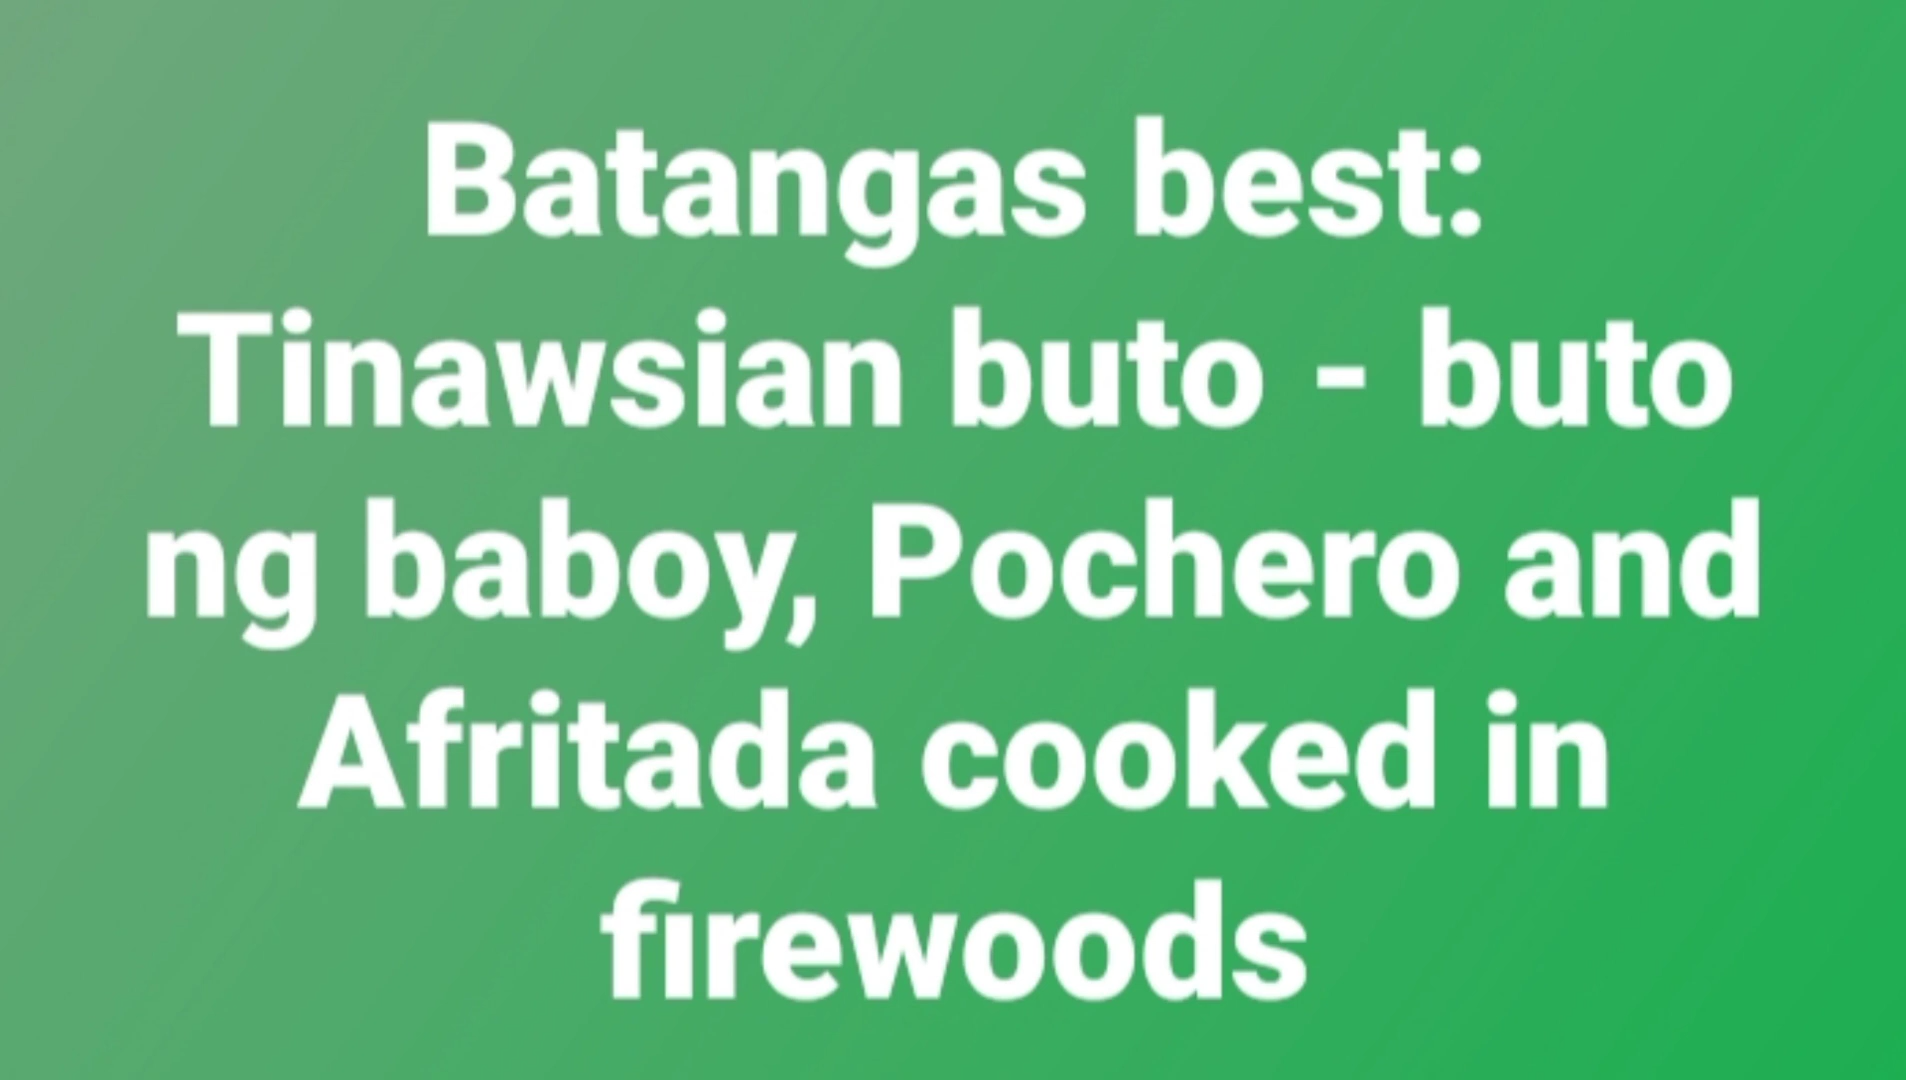 Batangas best:
Tinawsian buto - buto
ng baboy, Pochero and
Afritada cooked in
firewoods